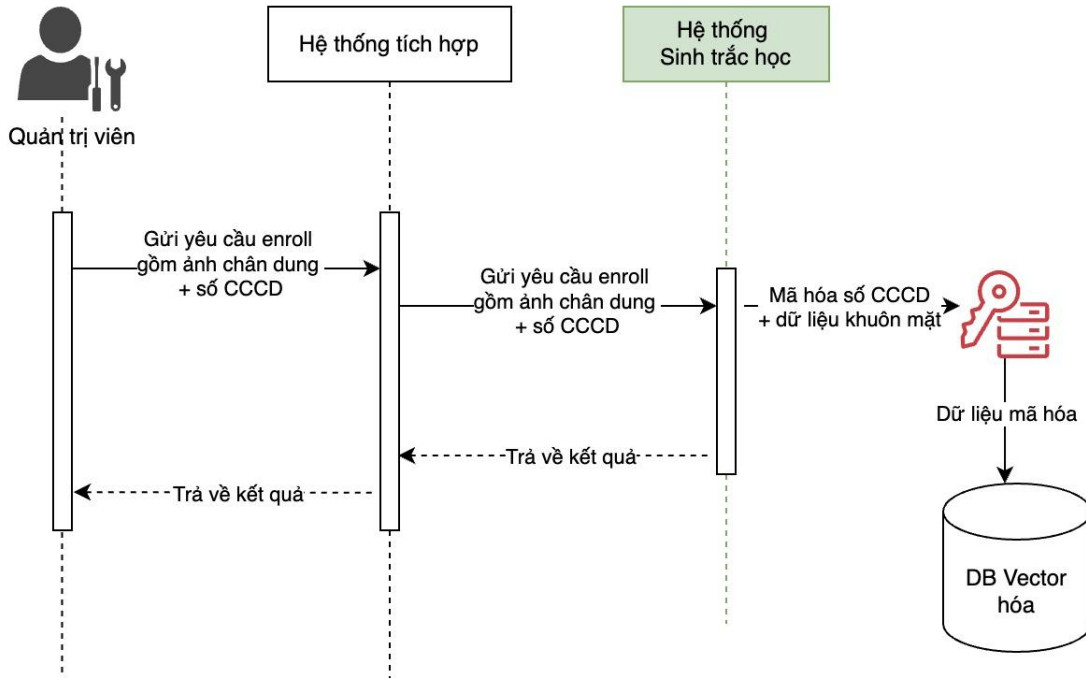 Hệ thống tích hợp
Hệ thống
Sinh trắc học
Quản trị viên
Gửi yêu cầu enroll
gồm ảnh chân dung
+ số CCCD
Gửi yêu cầu enroll
gồm ảnh chân dung
+ số CCCD
Mã hóa số CCCD
+ dữ liệu khuôn mặt
Dữ liệu mã hóa
Trả về kết quả
Trả về kết quả
DB Vector
hóa